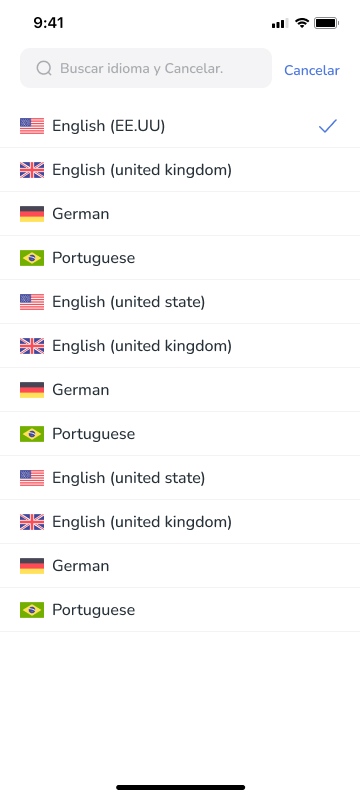 9:41
Buscar idioma y Cancelar.
Cancelar
English (EE.UU)
English (united kingdom)
German
Portuguese
English (united state)
English (united kingdom)
German
Portuguese
English (united state)
English (united kingdom)
German
Portuguese